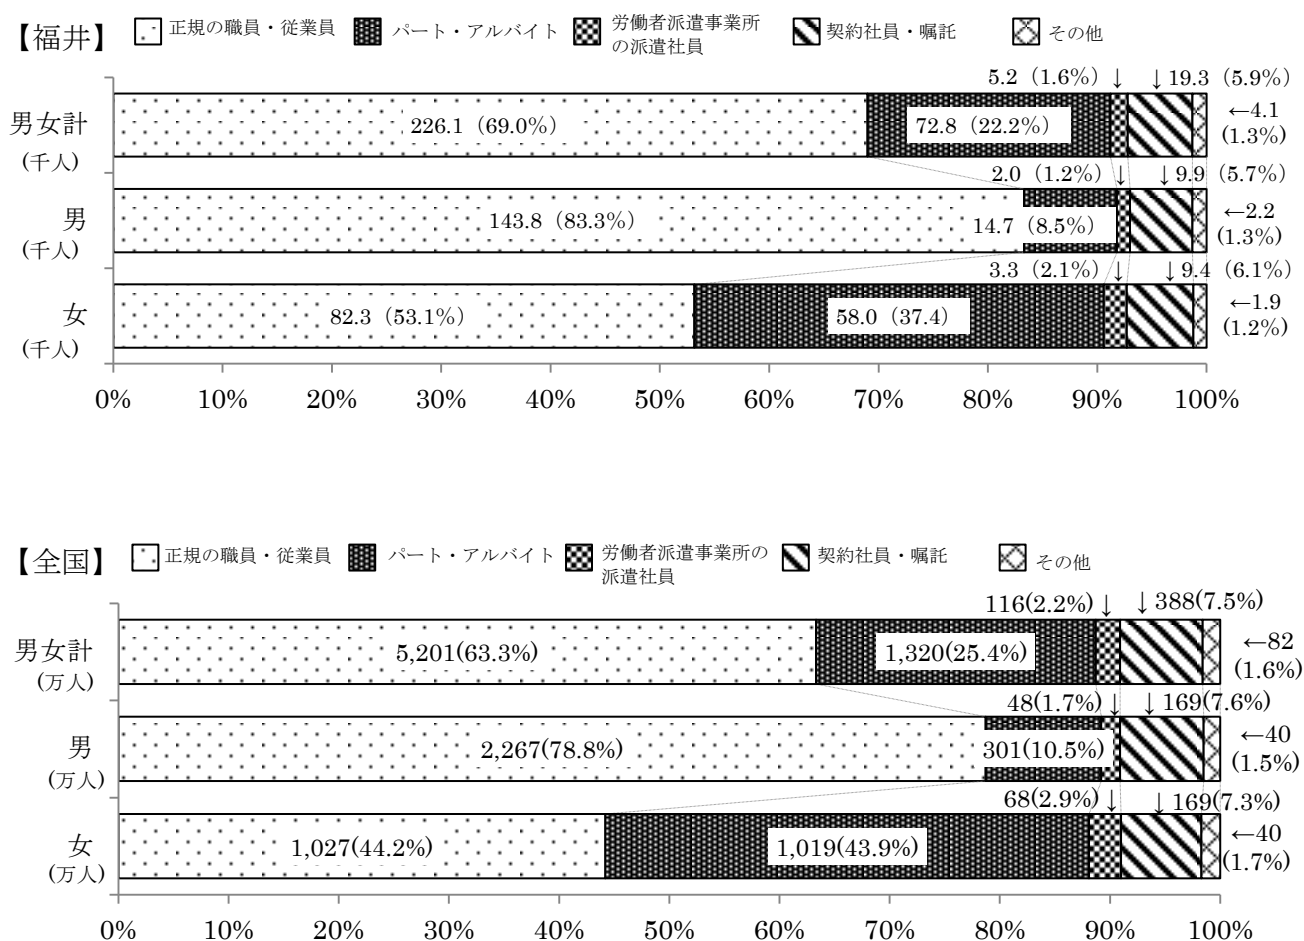 【福井】
正規の職員・従業員
パート・アルバイト
労働者派遣事業所
の派遣社員
契約社員・嘱託
その他
5.2（1.6%）↓
↓19.3（5.9%）
男女計
(千人)
226.1（69.0%）
72.8（22.2%）
←4.1
(1.3%)
2.0（1.2%）↓
↓9.9（5.7%）
男
(千人)
143.8（83.3%）
14.7（8.5%）
←2.2
(1.3%)
3.3（2.1%）↓
↓9.4（6.1%）
女
(千人)
82.3（53.1%）
58.0（37.4）
←1.9
(1.2%)
0% 10% 20% 30% 40% 50% 60% 70% 80% 90% 100%
【全国】
正規の職員・従業員
パート・アルバイト
労働者派遣事業所の
派遣社員
契約社員・嘱託
その他
116(2.2%)↓
↓388(7.5%)
男女計
(万人)
5,201(63.3%)
1,320(25.4%)
←82
(1.6%)
48(1.7%)↓
↓169(7.6%)
男
(万人)
2,267(78.8%)
301(10.5%)
←40
(1.5%)
68(2.9%)↓
↓169(7.3%)
女
(万人)
1,027(44.2%)
1,019(43.9%)
←40
(1.7%)
0% 10% 20% 30% 40% 50% 60% 70% 80% 90% 100%